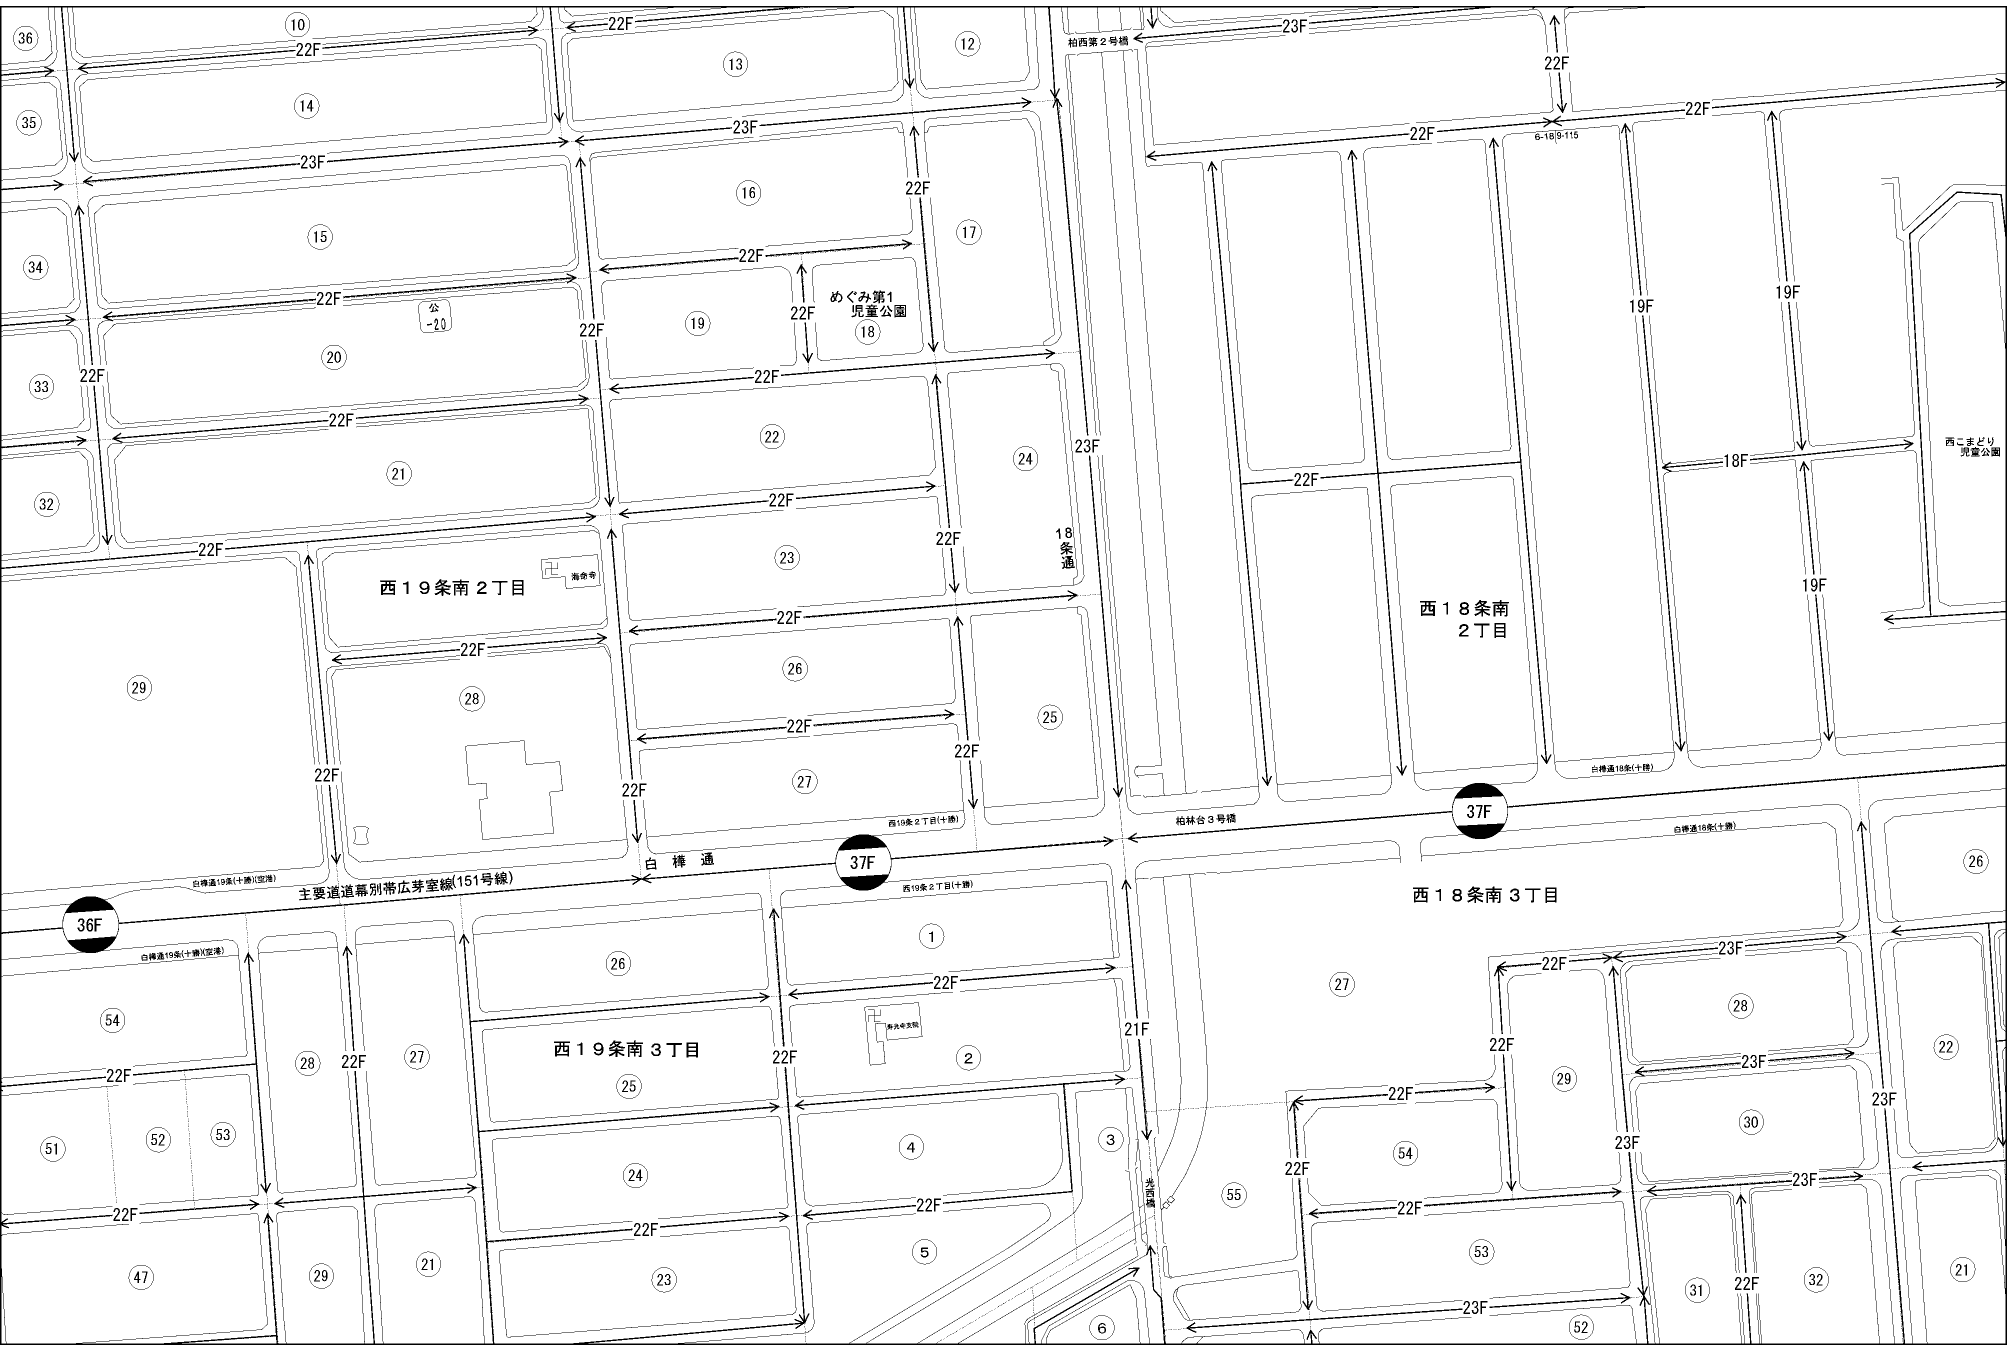 36
10
22F
22F
12
柏西第2号橋
23F
13
22F
14
35
23F
22F
22F
6-18 9-115
23F
16
22F
15
17
34
22F
22F
めぐみ第1
児童公園
18
19
22F
公
-20
22F
20
19F
19F
33
22F
22F
22F
22F
24
23F
西こまどり
児童公園
18F
21
22F
22F
32
22F
23
22F
18条通
西19条南2丁目
海命寺
19F
西18条南
2丁目
22F
22F
26
29
28
25
22F
22F
22F
22F
27
白樺通18条(十勝)
37F
西19条2丁目(十勝)
柏林台3号橋
白樺通18条(十勝)
白樺通
37F
26
白樺通19条(十勝)(空港)
主要道道幕別帯広芽室線(151号線)
西19条2丁目(十勝)
西18条南3丁目
36F
白樺通19条(十勝)(空港)
1
26
22F
23F
22F
27
28
54
21F
西19条南3丁目
22F
22F
27
28
22F
2
22F
22
25
23F
22F
29
22F
23F
51
52
53
24
4
3
54
30
23F
22F
55
光西橋
23F
22F
22F
22F
22F
5
53
47
29
21
23
31
22F
32
21
23F
6
52